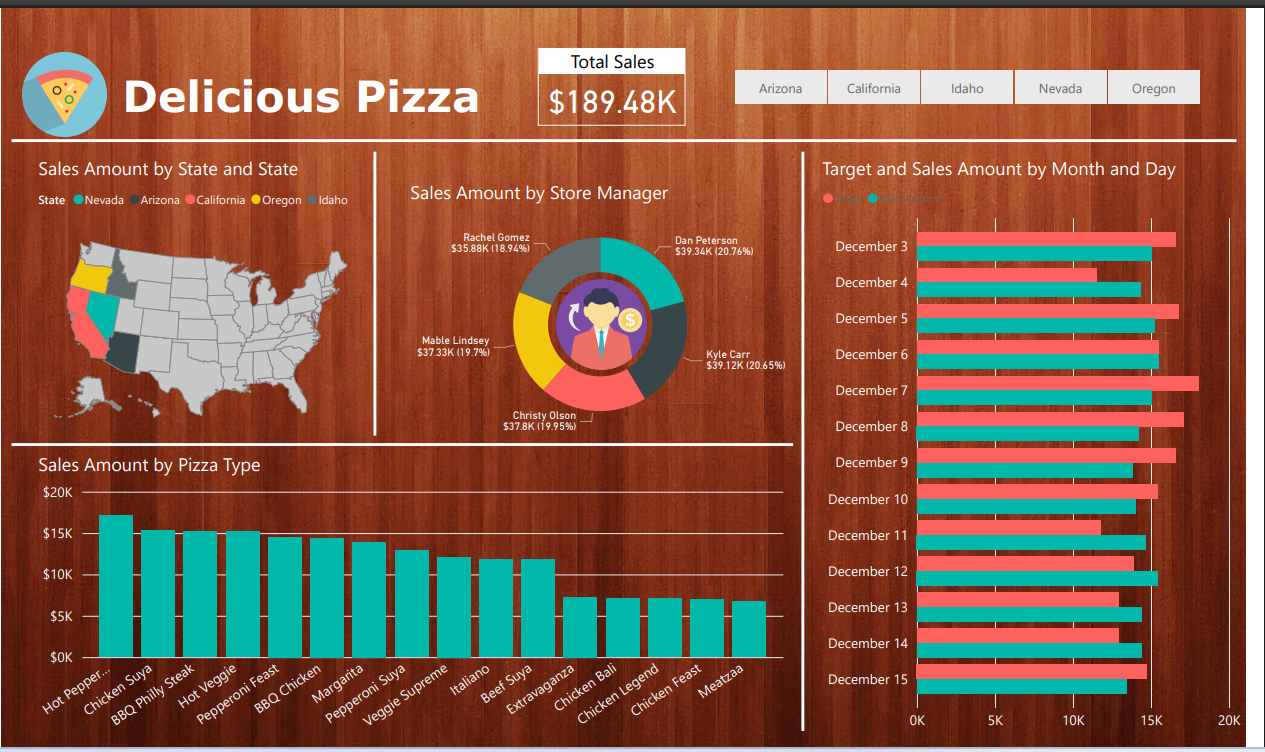 Delicious Pizza
Total Sales
$189.48K
Arizona California Idaho Nevada Oregon
Sales Amount by State and State
State Nevada Arizona California Oregon Idaho
Sales Amount by Store Manager
Rachel Gomez
$35.88K (18.94%)
Dan Peterson
$39.34K (20.76%)
Mable Lindsey
$37.33K (19.7%)
Kyle Carr
$39.12K (20.65%)
Christy Olson
$37.8K (19.95%)
$
Sales Amount by Pizza Type
$20K
$15K
$10K
$5K
$0K
Hot Pepper...
Chicken Suya
BBQ Philly Steak
Hot Veggie
Pepperoni Feast
BBQ Chicken
Margarita
Pepperoni Suya
Veggie Supreme
Italiano
Beef Suya
Extravaganza
Chicken Bali
Chicken Legend
Chicken Feast
Meatzaa
Target and Sales Amount by Month and Day
December 3
December 4
December 5
December 6
December 7
December 8
December 9
December 10
December 11
December 12
December 13
December 14
December 15
0K 5K 10K 15K 20K